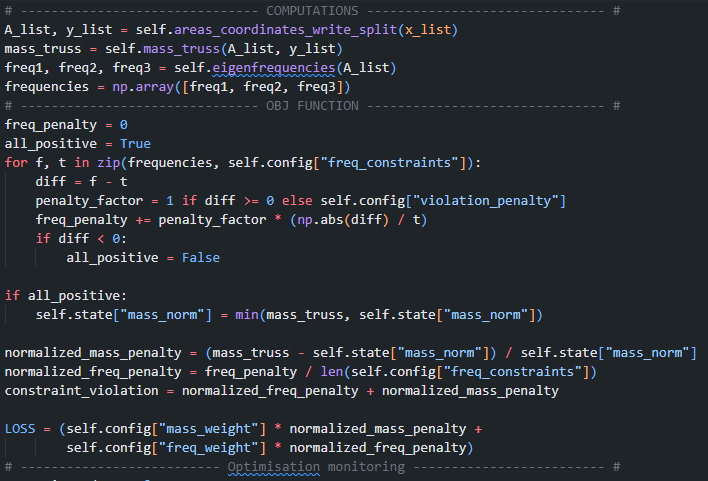 # ------------------------------- COMPUTATIONS ------------------------------- #
A_list, y_list = self.areas_coordinates_write_split(x_list)
mass_truss = self.mass_truss(A_list, y_list)
freq1, freq2, freq3 = self.eigenfrequencies(A_list)
frequencies = np.array([freq1, freq2, freq3])
# ------------------------------- OBJ FUNCTION ------------------------------- #
freq_penalty = 0
all_positive = True
for f, t in zip(frequencies, self.config["freq_constraints"]):
    diff = f - t
    penalty_factor = 1 if diff >= 0 else self.config["violation_penalty"]
    freq_penalty += penalty_factor * (np.abs(diff) / t)
    if diff < 0:
        all_positive = False
if all_positive:
    self.state["mass_norm"] = min(mass_truss, self.state["mass_norm"])
normalized_mass_penalty = (mass_truss - self.state["mass_norm"]) / self.state["mass_norm"]
normalized_freq_penalty = freq_penalty / len(self.config["freq_constraints"])
constraint_violation = normalized_freq_penalty + normalized_mass_penalty
LOSS = (self.config["mass_weight"] * normalized_mass_penalty +
        self.config["freq_weight"] * normalized_freq_penalty)
# -------------------------- Optimisation monitoring ------------------------- #